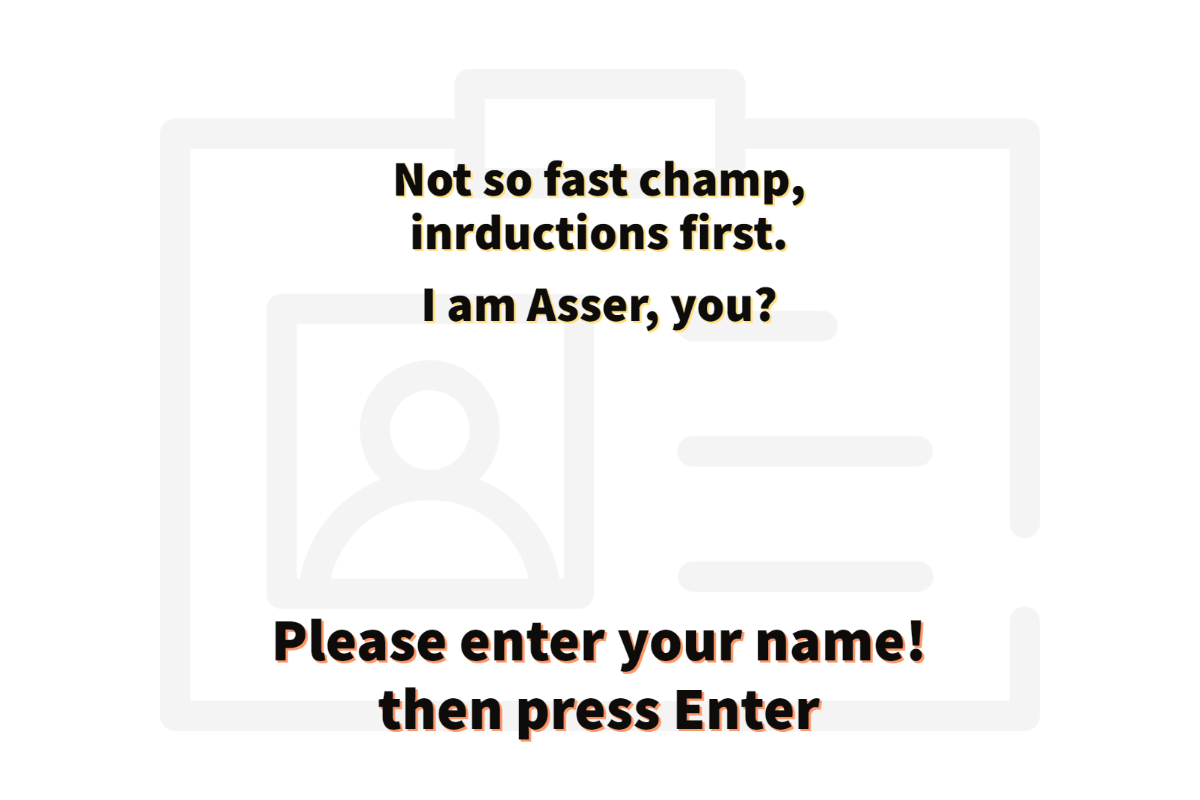 Not so fast champ,
inrductions first.
I am Asser, you?
Please enter your name!
then press Enter